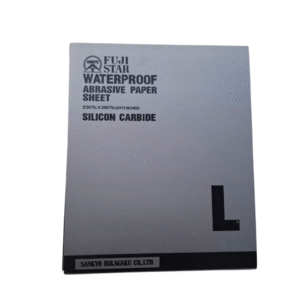 FUJI
STAR
WATERPROOF
ABRASIVE PAPER
SHEET
SILICON CARBIDE
L
SANKYO RIKAGAKU CO.,LTD.